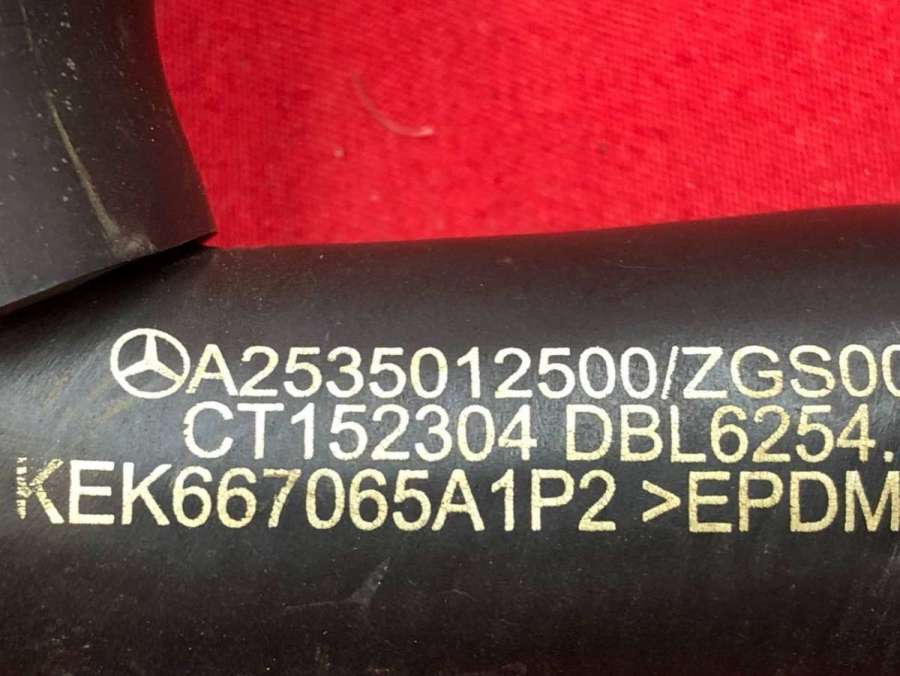 A2535012500/ZGS00
CT152304 DBL6254.
KEK667065A1P2 >EPDM